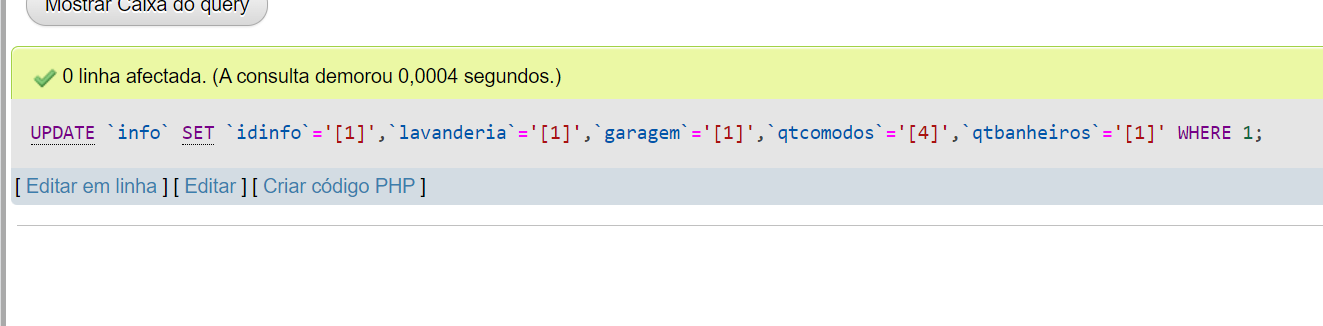 Mostrar Caixa do query
0 linha afectada. (A consulta demorou 0,0004 segundos.)
UPDATE `info` SET `idinfo`='[1]',`lavanderia`='[1]',`garagem`='[1]',`qtcomodos`='[4]',`qtbanheiros`='[1]' WHERE 1;
[ Editar em linha ] [ Editar ] [ Criar código PHP ]